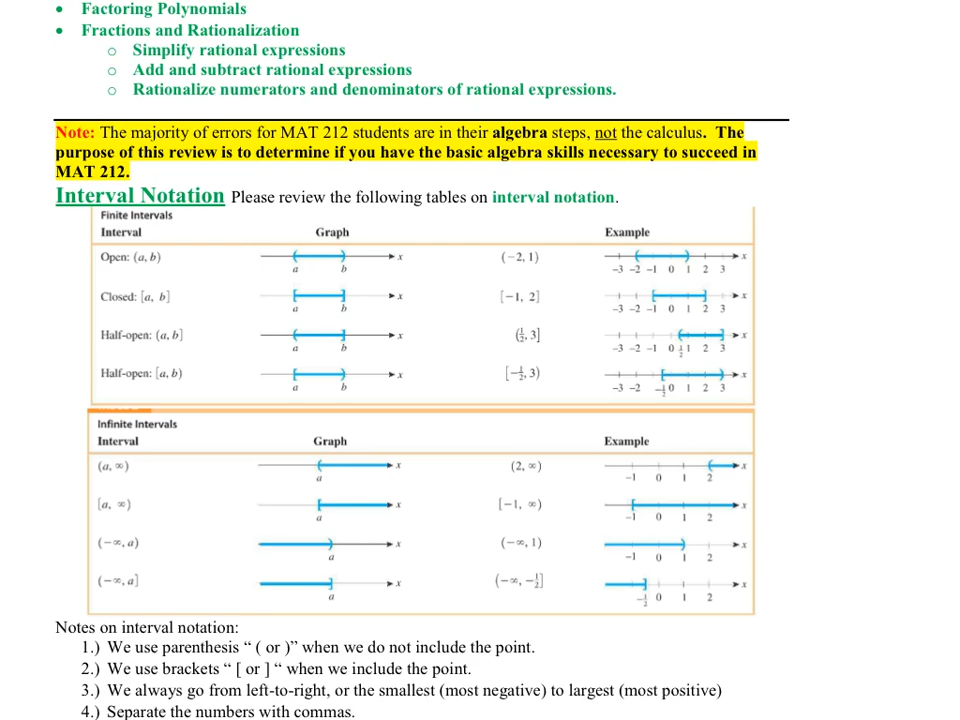 • Factoring Polynomials
• Fractions and Rationalization
o Simplify rational expressions
o Add and subtract rational expressions
o Rationalize numerators and denominators of rational expressions.
Note: The majority of errors for MAT 212 students are in their algebra steps, not the calculus. The
purpose of this review is to determine if you have the basic algebra skills necessary to succeed in
MAT 212.
Interval Notation Please review the following tables on interval notation.
Finite Intervals
Interval Graph Example
Open: (a, b) x (−2, 1) x
a b −3 −2 −1 0 1 2 3
Closed: [a, b] x [−1, 2] x
a b −3 −2 −1 0 1 2 3
Half-open: (a, b] x (1/2, 3] x
a b −3 −2 −1 0 1/2 1 2 3
Half-open: [a, b) x [−1/2, 3) x
a b −3 −2 −1/2 0 1 2 3
Infinite Intervals
Interval Graph Example
(a, ∞) x (2, ∞) x
a −1 0 1 2
[a, ∞) x [−1, ∞) x
a −1 0 1 2
(−∞, a) x (−∞, 1) x
a −1 0 1 2
(−∞, a] x (−∞, −1/2] x
a −1/2 0 1 2
Notes on interval notation:
1.) We use parenthesis “ ( or )” when we do not include the point.
2.) We use brackets “ [ or ] “ when we include the point.
3.) We always go from left-to-right, or the smallest (most negative) to largest (most positive)
4.) Separate the numbers with commas.